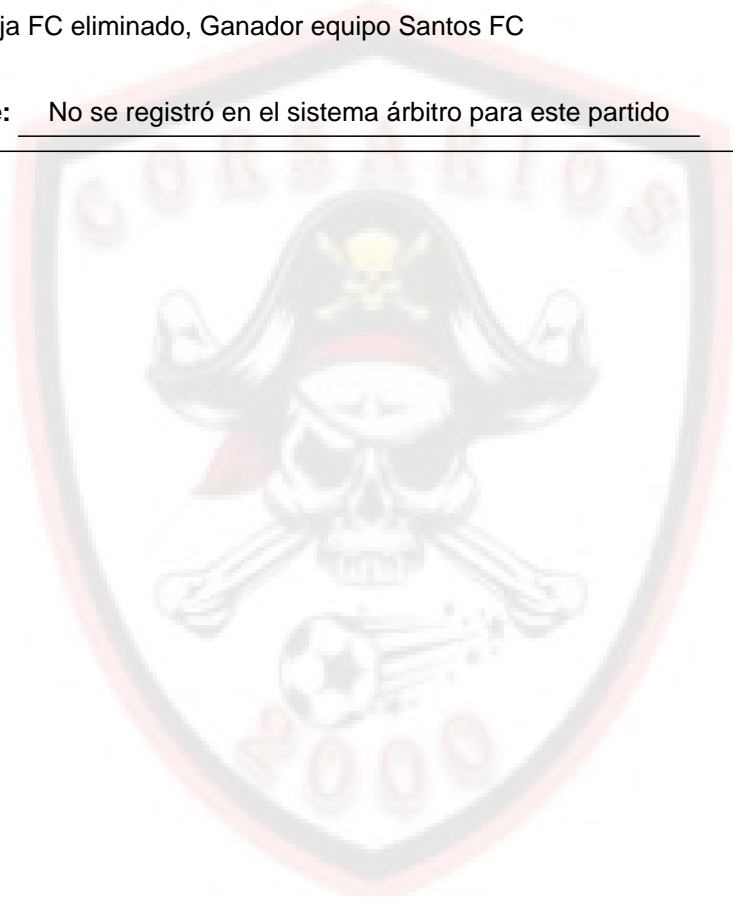 ja FC eliminado, Ganador equipo Santos FC
: No se registró en el sistema árbitro para este partido
CORSARIOS
2000